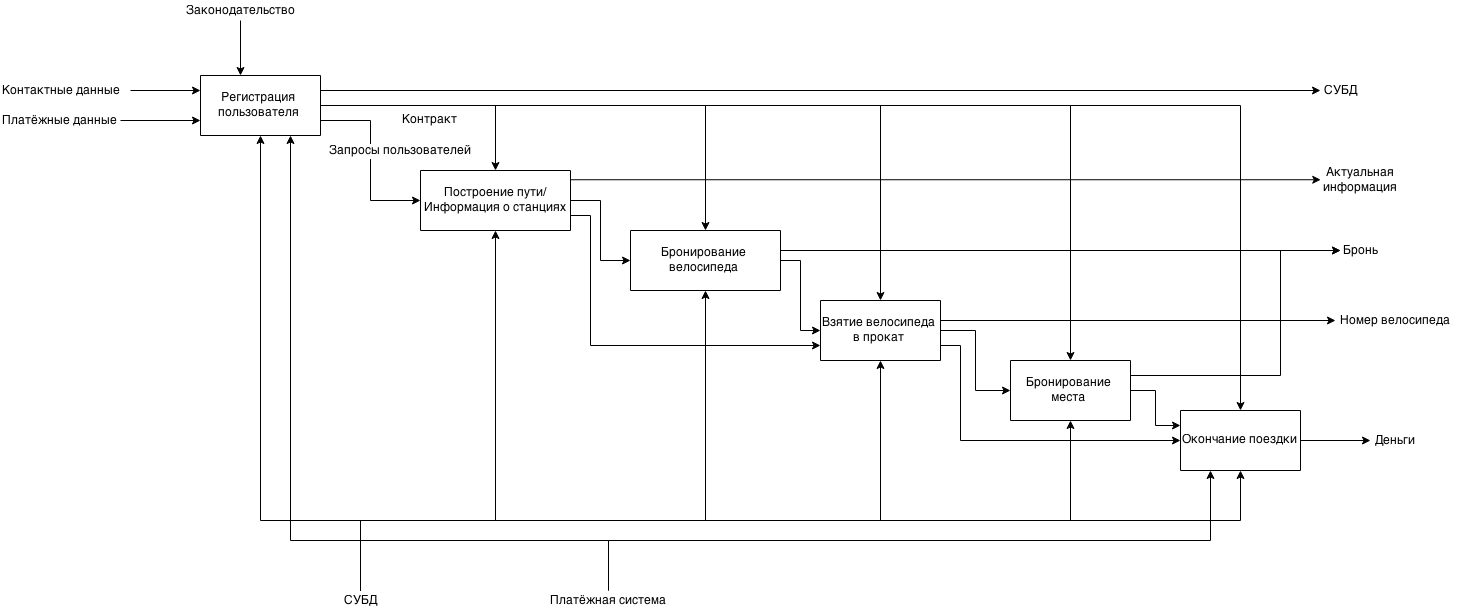 Законодательство
Контактные данные
Платёжные данные
Регистрация
пользователя
СУБД
Контракт
Запросы пользователей
Построение пути/
Информация о станциях
Актуальная
информация
Бронирование
велосипеда
Бронь
Взятие велосипеда
в прокат
Номер велосипеда
Бронирование
места
Окончание поездки
Деньги
СУБД
Платёжная система